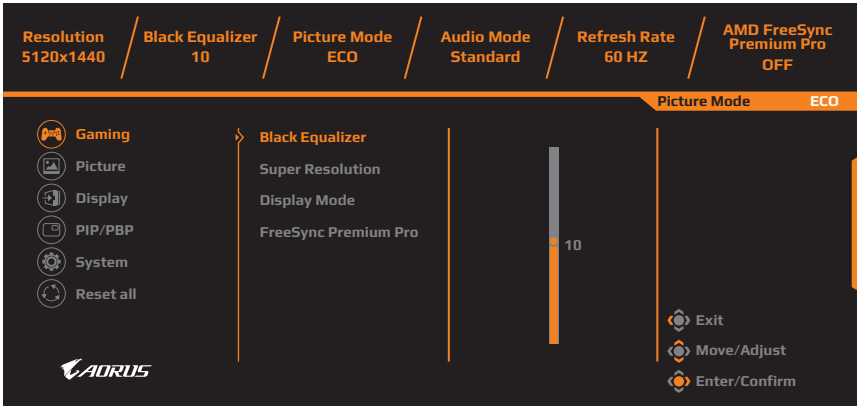 Resolution
5120x1440
Black Equalizer
10
Picture Mode
ECO
Audio Mode
Standard
Refresh Rate
60 HZ
AMD FreeSync
Premium Pro
OFF
Picture Mode ECO
Gaming
Picture
Display
PIP/PBP
System
Reset all
Black Equalizer
Super Resolution
Display Mode
FreeSync Premium Pro
10
Exit
Move/Adjust
Enter/Confirm
AORUS